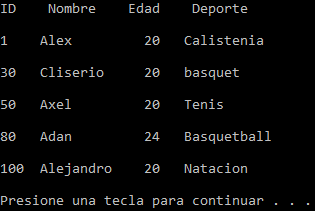 ID Nombre Edad Deporte
1 Alex 20 Calistenia
30 Cliserio 20 basquet
50 Axel 20 Tenis
80 Adan 24 Basquetball
100 Alejandro 20 Natacion
Presione una tecla para continuar . . .